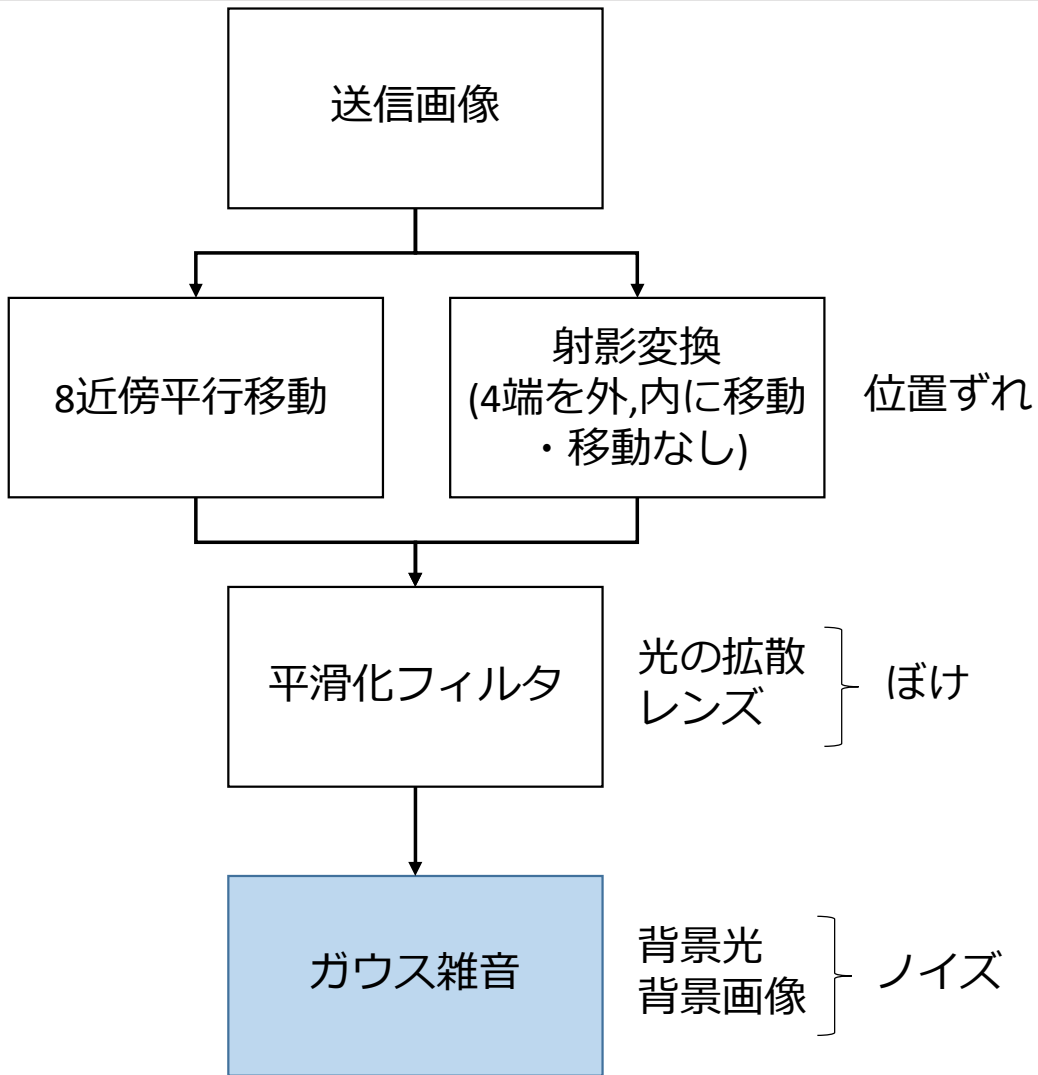 送信画像
8近傍平行移動
射影変換
(4端を外,内に移動
・移動なし)
位置ずれ
平滑化フィルタ
光の拡散
レンズ
ぼけ
ガウス雑音
背景光
背景画像
ノイズ